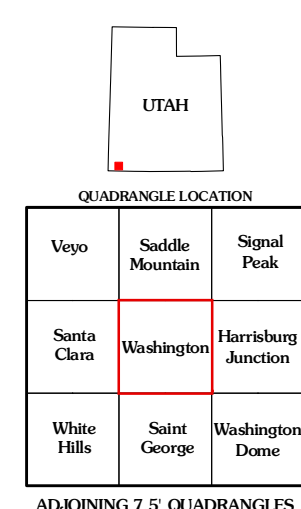 UTAH
QUADRANGLE LOCATION
Veyo
Saddle
Mountain
Signal
Peak
Santa
Clara
Washington
Harrisburg
Junction
White
Hills
Saint
George
Washington
Dome
ADJOINING 7.5' QUADRANGLES